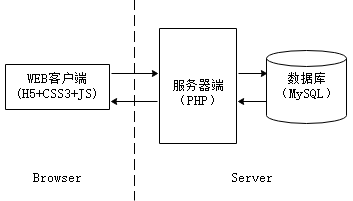 WEB客户端
(H5+CSS3+JS)
服务器端
(PHP)
数据库
(MySQL)
Browser
Server